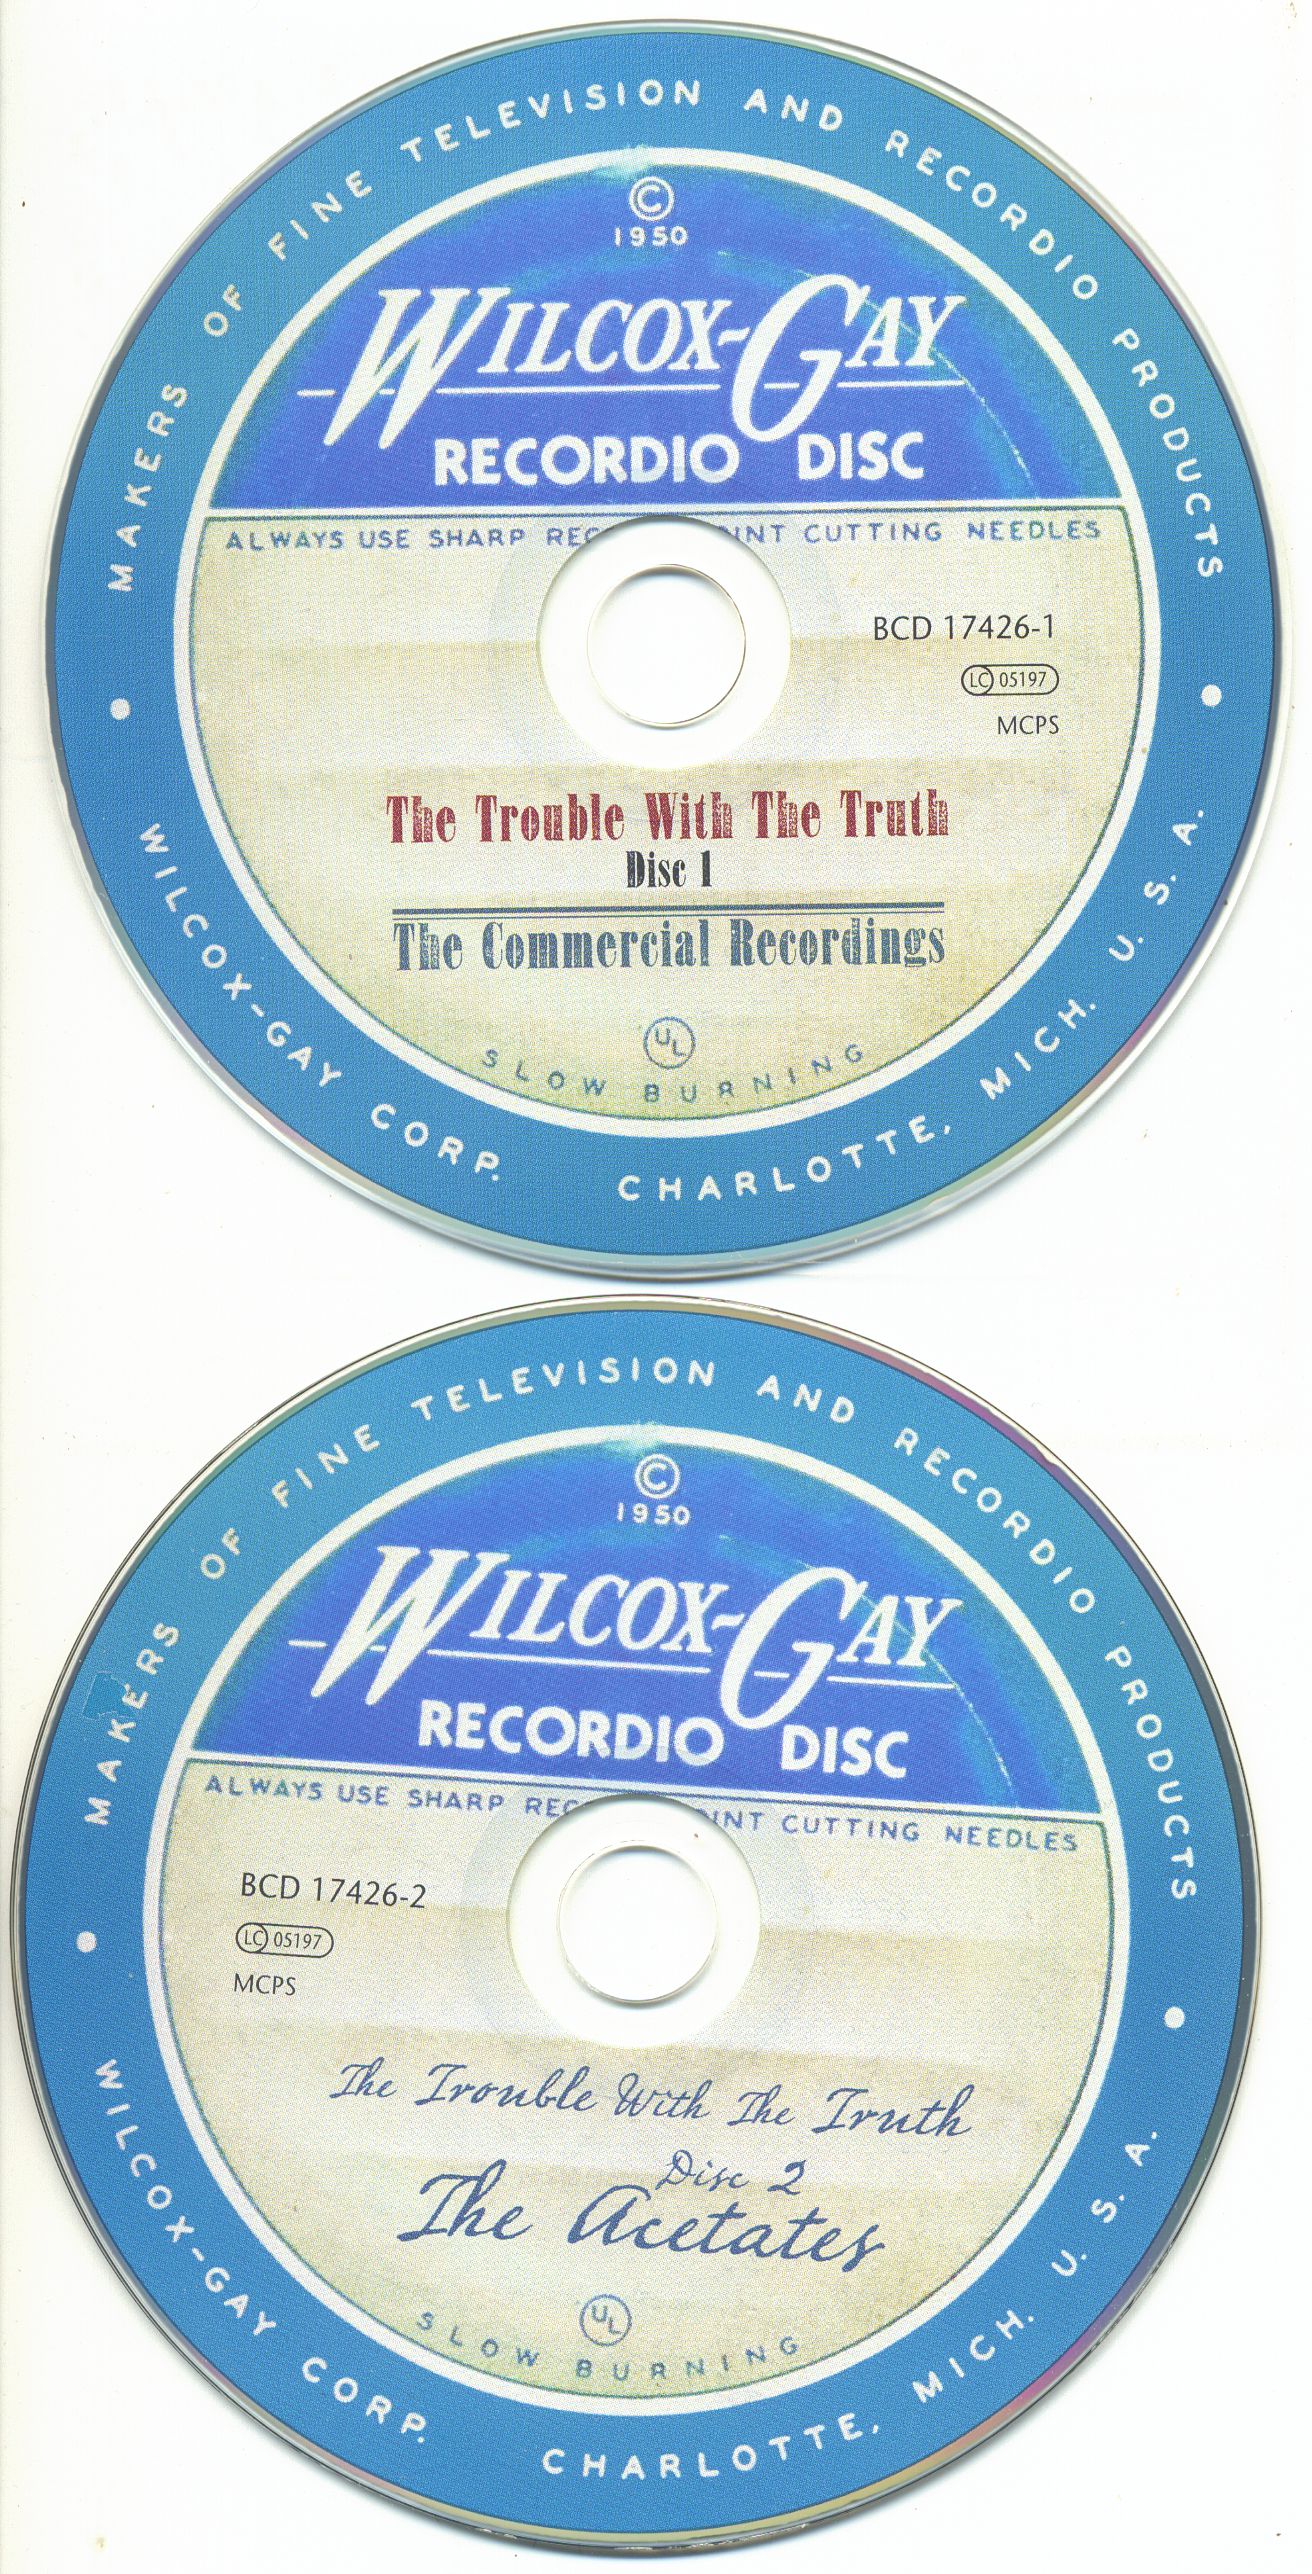 MAKERS OF FINE TELEVISION AND RECORDIO PRODUCTS
© 1950
WILCOX-GAY
RECORDIO DISC
ALWAYS USE SHARP REC INT CUTTING NEEDLES
BCD 17426-1
LC 05197
MCPS
The Trouble With The Truth
Disc 1
The Commercial Recordings
UL
SLOW BURNING
WILCOX-GAY CORP. CHARLOTTE, MICH. U. S. A.
MAKERS OF FINE TELEVISION AND RECORDIO PRODUCTS
© 1950
WILCOX-GAY
RECORDIO DISC
ALWAYS USE SHARP REC INT CUTTING NEEDLES
BCD 17426-2
LC 05197
MCPS
The Trouble With The Truth
Disc 2
The Acetates
UL
SLOW BURNING
WILCOX-GAY CORP. CHARLOTTE, MICH. U. S. A.